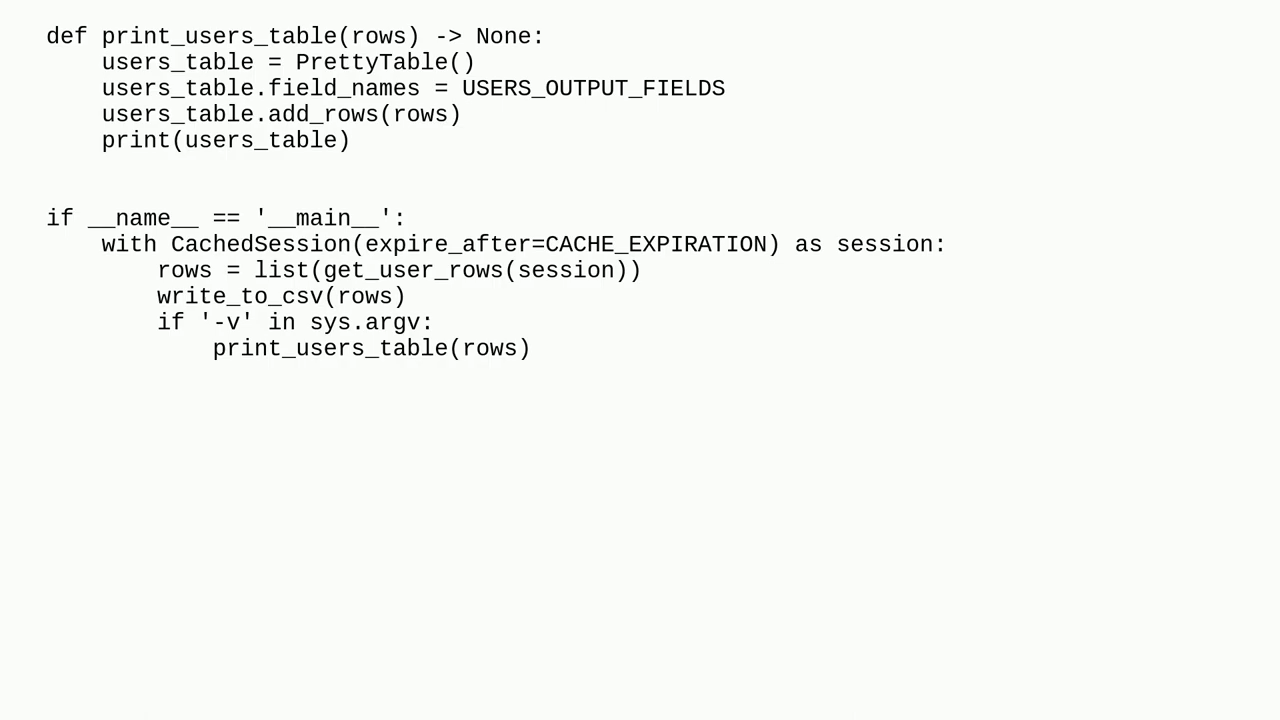 def print_users_table(rows) -> None:
    users_table = PrettyTable()
    users_table.field_names = USERS_OUTPUT_FIELDS
    users_table.add_rows(rows)
    print(users_table)


if __name__ == '__main__':
    with CachedSession(expire_after=CACHE_EXPIRATION) as session:
        rows = list(get_user_rows(session))
        write_to_csv(rows)
        if '-v' in sys.argv:
            print_users_table(rows)